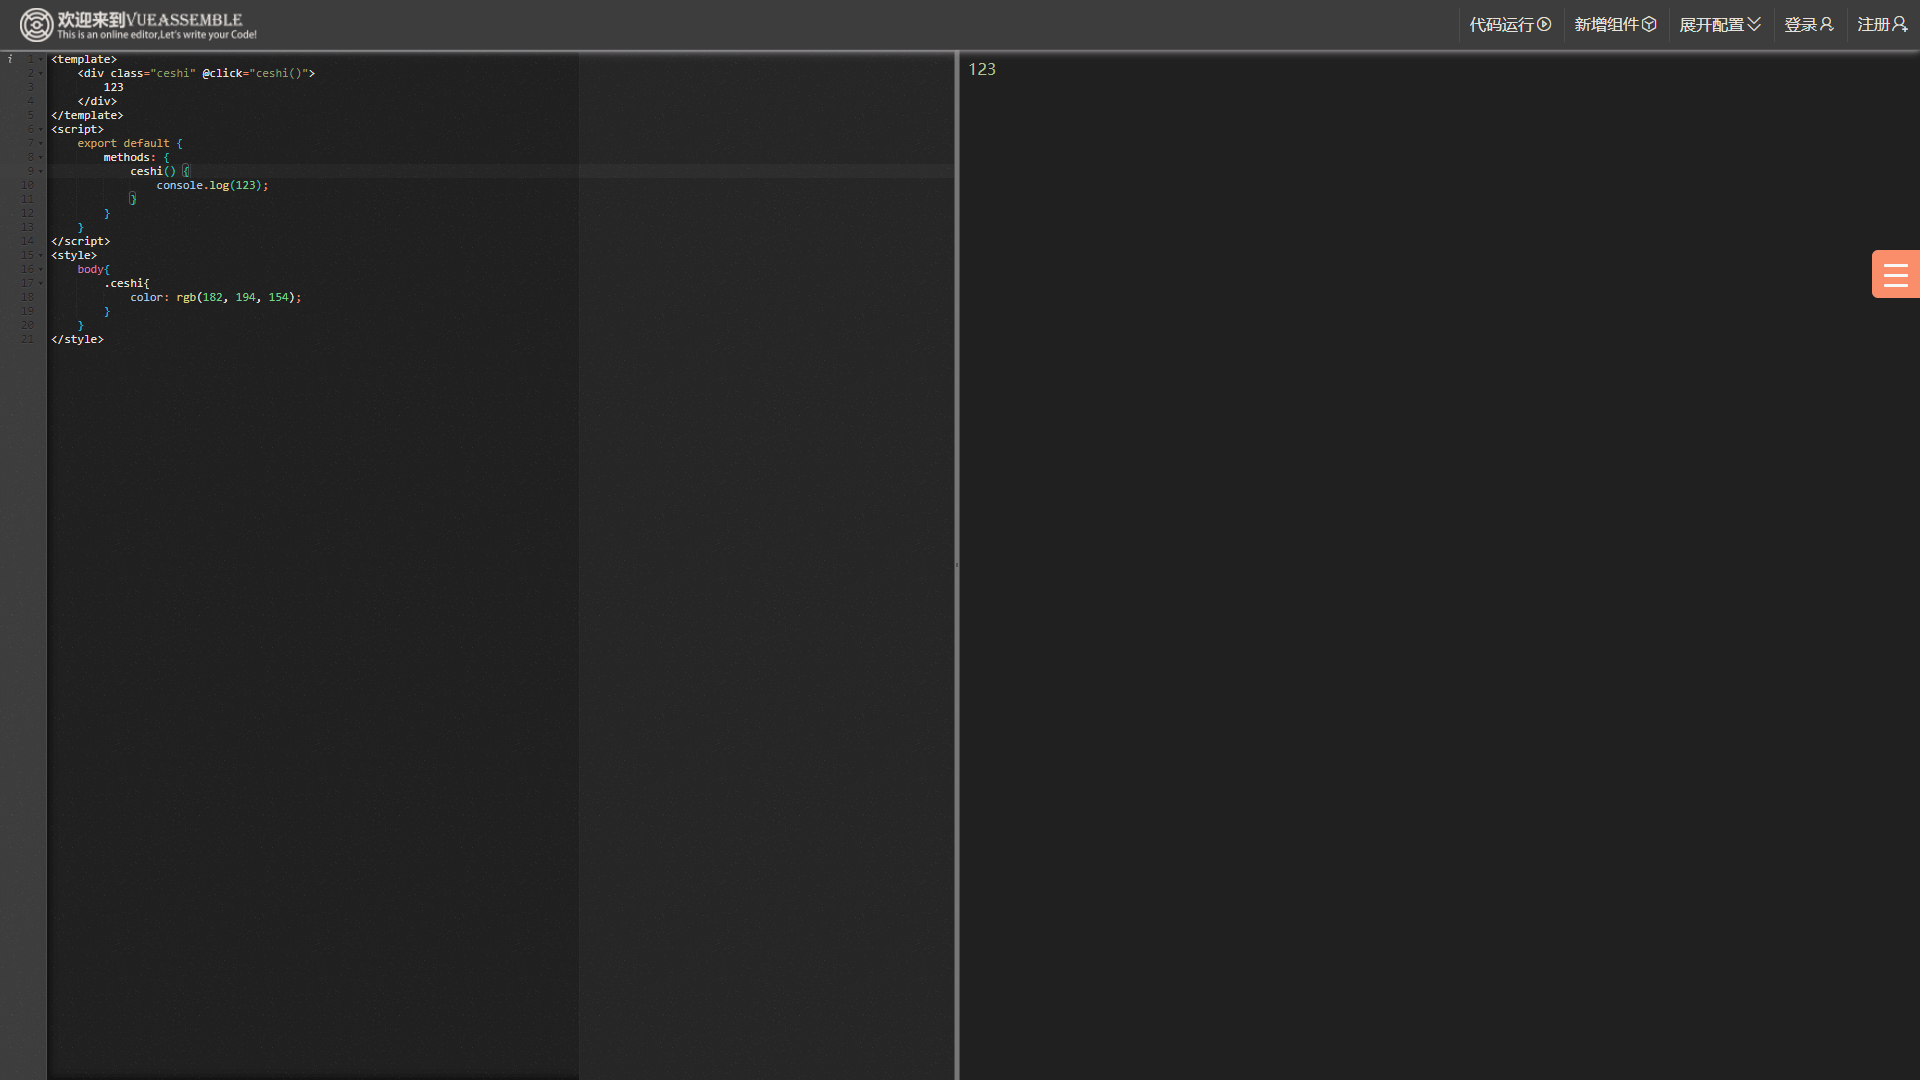 欢迎来到VUEASSEMBLE
This is an online editor,Let's write your Code!
代码运行 新增组件 展开配置 登录 注册
1 <template>
2     <div class="ceshi" @click="ceshi()">
3         123
4     </div>
5 </template>
6 <script>
7     export default {
8         methods: {
9             ceshi() {
10                 console.log(123);
11             }
12         }
13     }
14 </script>
15 <style>
16     body{
17         .ceshi{
18             color: rgb(182, 194, 154);
19         }
20     }
21 </style>
123